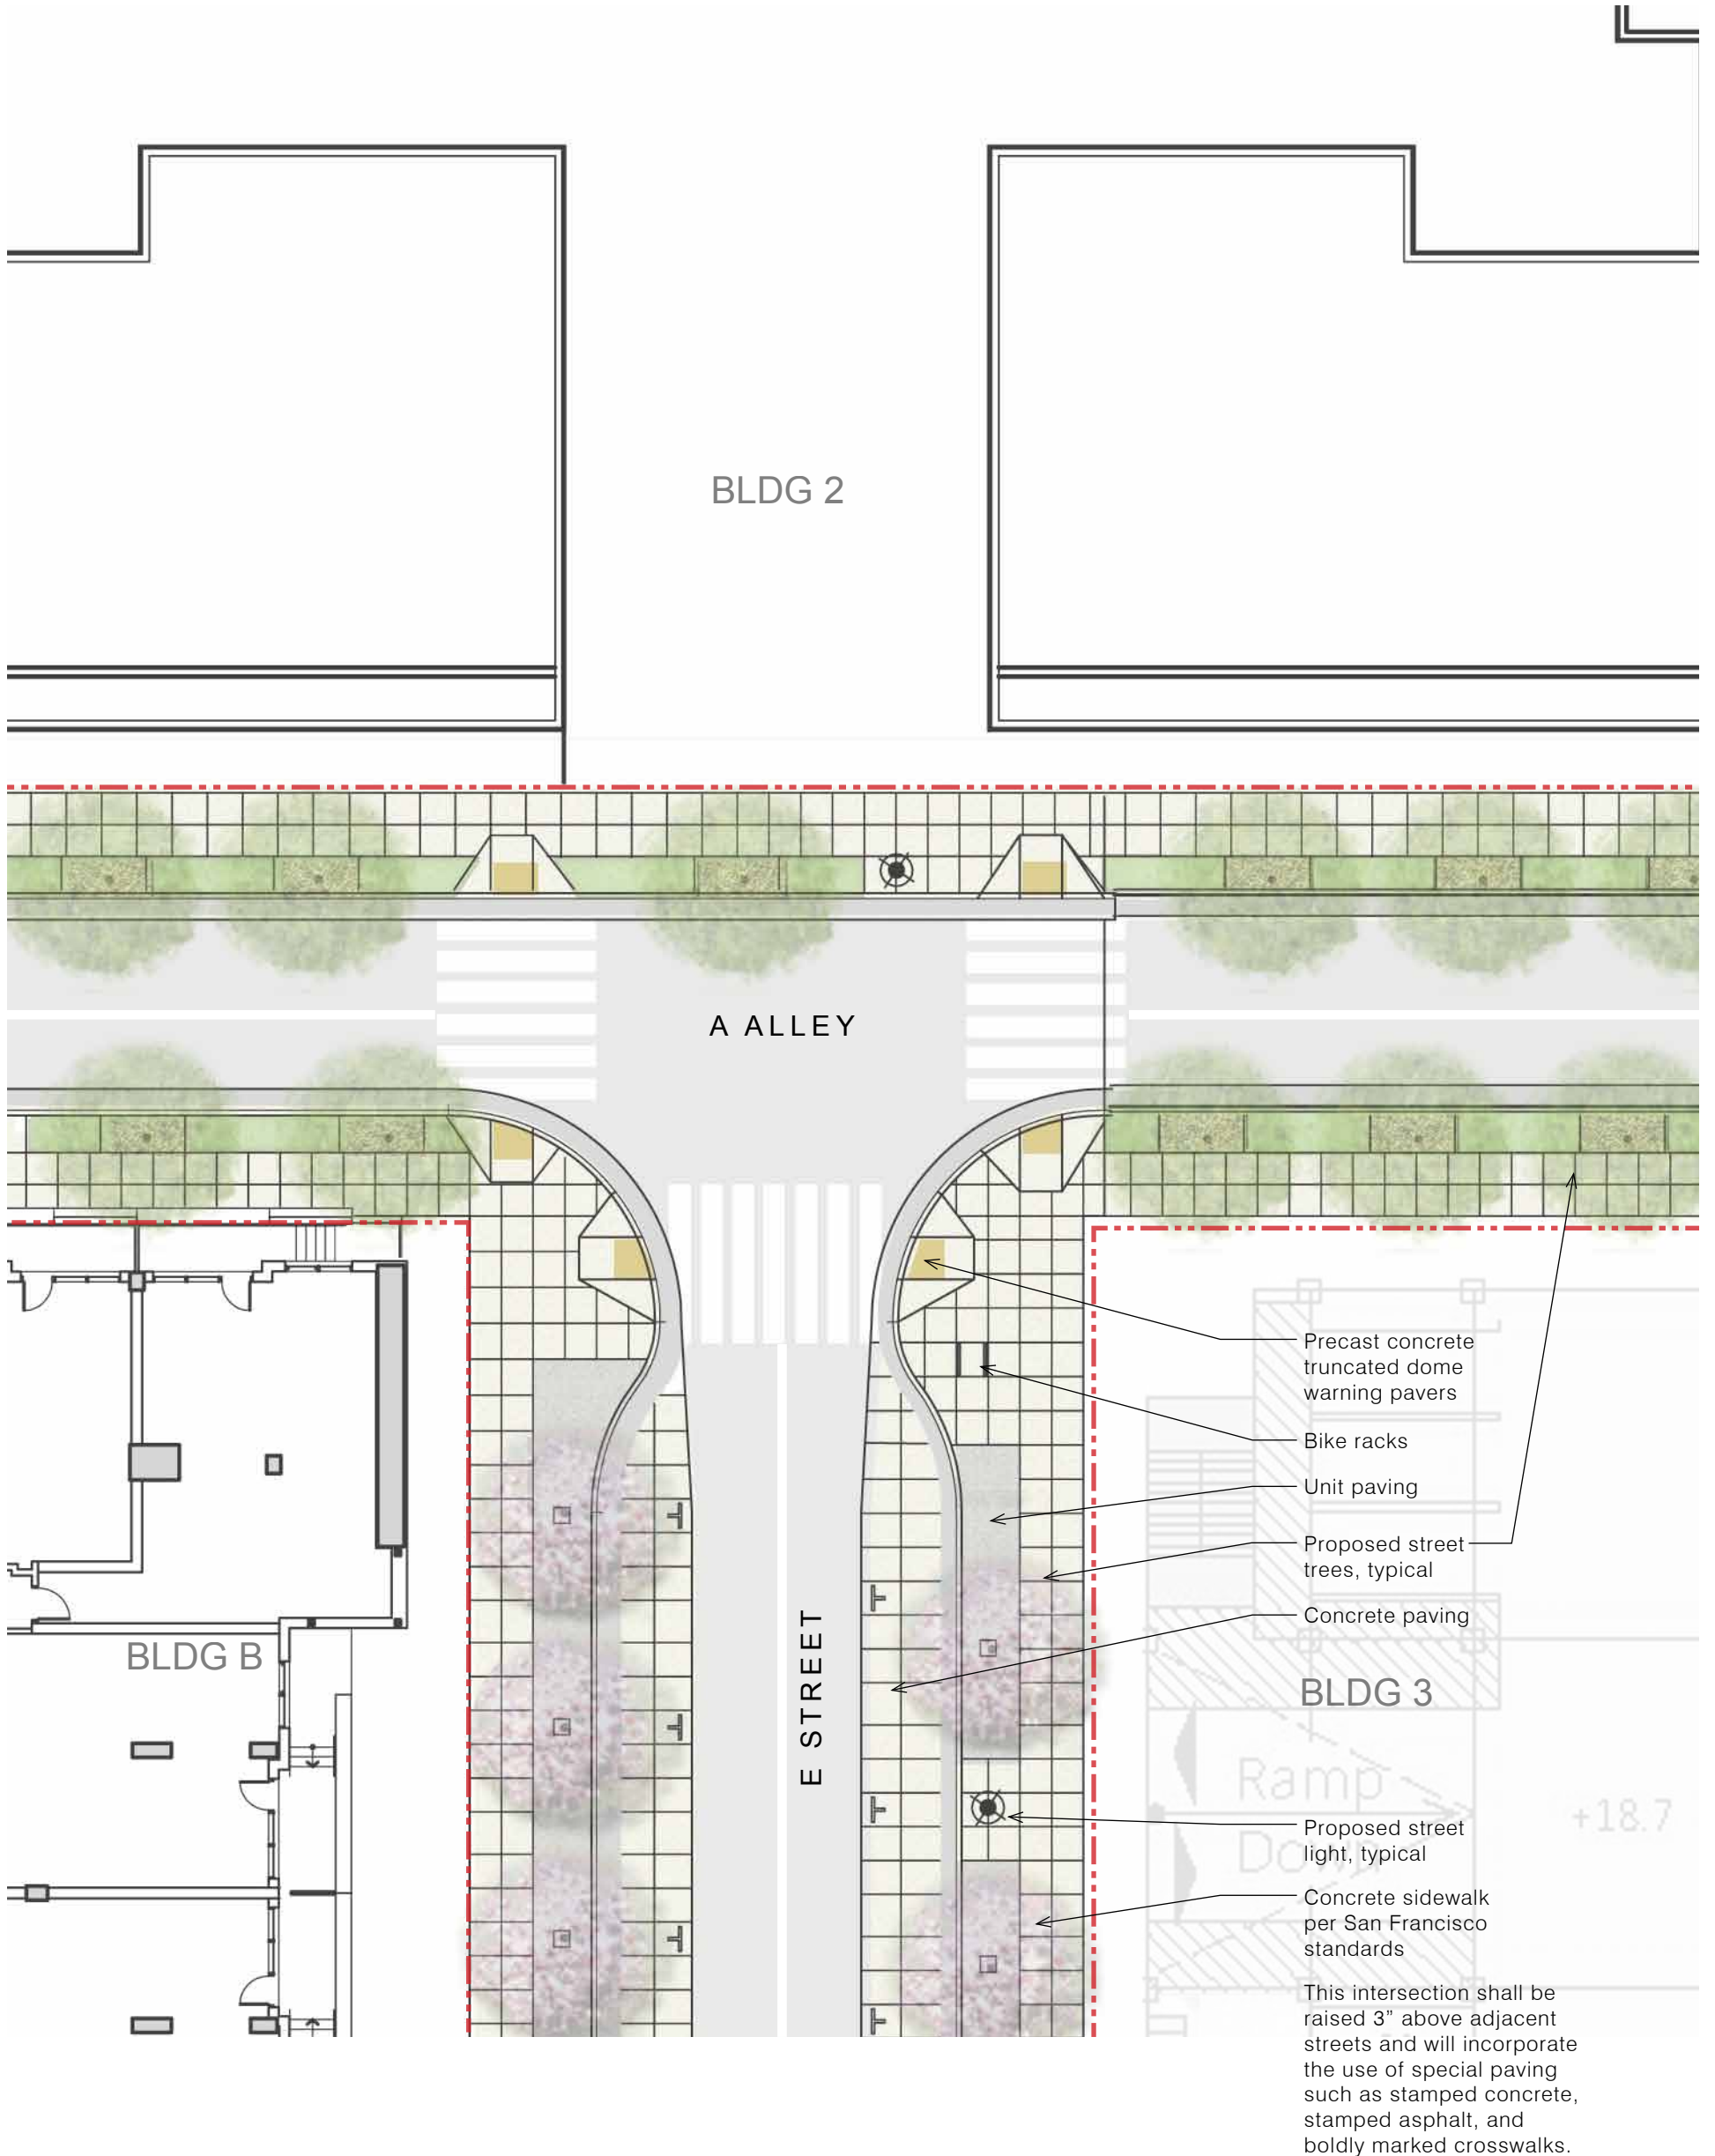 BLDG 2
A ALLEY
Precast concrete
truncated dome
warning pavers
Bike racks
Unit paving
Proposed street
trees, typical
Concrete paving
E STREET
BLDG B
BLDG 3
Ramp
Down
+18.7
Proposed street
light, typical
Concrete sidewalk
per San Francisco
standards
This intersection shall be
raised 3” above adjacent
streets and will incorporate
the use of special paving
such as stamped concrete,
stamped asphalt, and
boldly marked crosswalks.